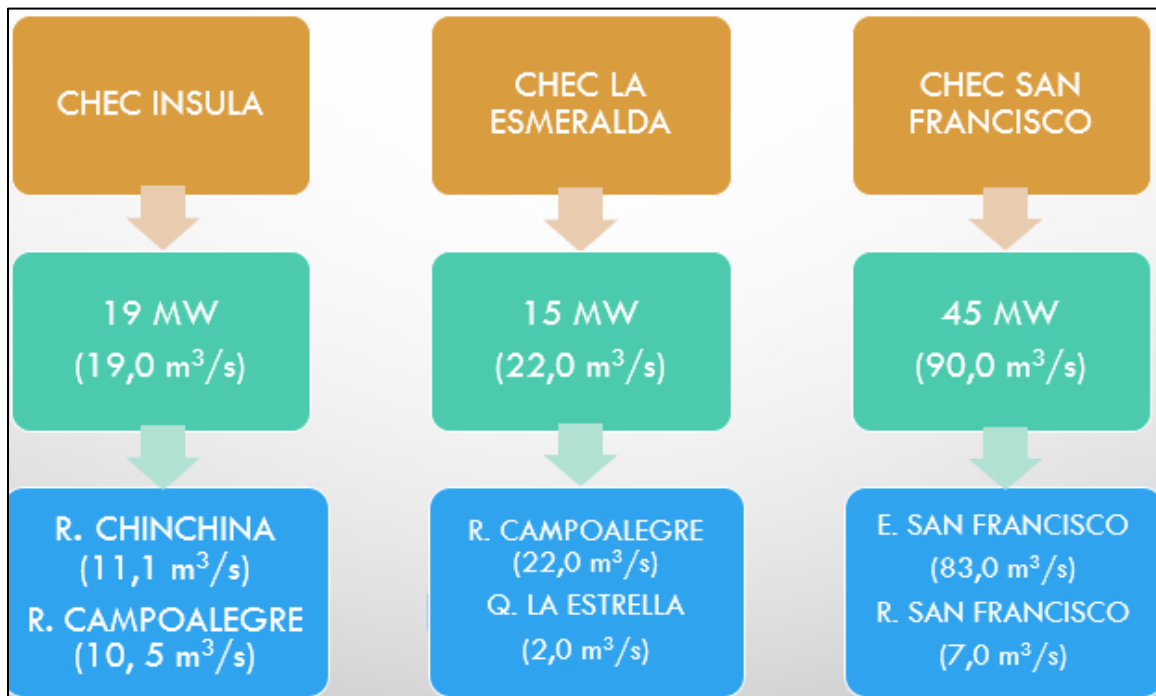 CHEC INSULA
19 MW
(19,0 m³/s)
R. CHINCHINA
(11,1 m³/s)
R. CAMPOALEGRE
(10, 5 m³/s)
CHEC LA
ESMERALDA
15 MW
(22,0 m³/s)
R. CAMPOALEGRE
(22,0 m³/s)
Q. LA ESTRELLA
(2,0 m³/s)
CHEC SAN
FRANCISCO
45 MW
(90,0 m³/s)
E. SAN FRANCISCO
(83,0 m³/s)
R. SAN FRANCISCO
(7,0 m³/s)